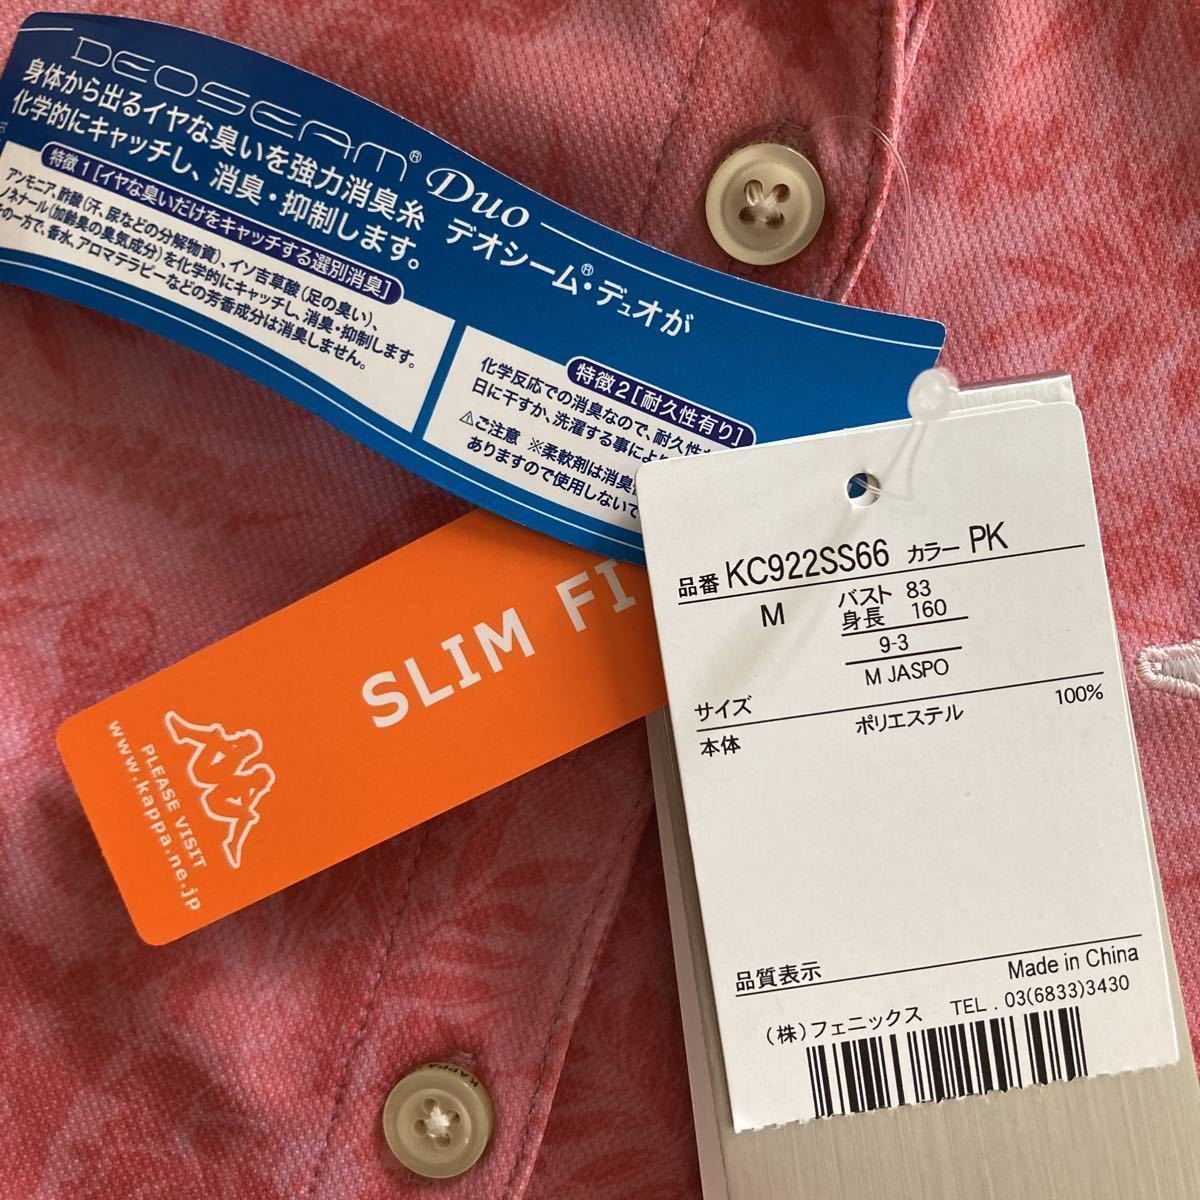 DEOSEAM® Duo
身体から出るイヤな臭いを強力消臭糸 デオシーム®・デュオが
化学的にキャッチし、消臭・抑制します。
特徴1[イヤな臭いだけをキャッチする選別消臭]
アンモニア、酢酸(汗、尿などの分解物質)、イソ吉草酸(足の臭い)、
ノネナール(加齢臭の臭気成分)を化学的にキャッチし、消臭・抑制します。
の一方で、香水、アロマテラピーなどの芳香成分は消臭しません。
特徴2[耐久性有り]
化学反応での消臭なので、耐久性
日に干すか、洗濯する事により
⚠ご注意 ※柔軟剤は消臭
ありますので使用しないで
SLIM FI
PLEASE VISIT
www.kappa.ne.jp
品番 KC922SS66 カラー PK
M
バスト 83
身長 160
9-3
M JASPO
サイズ
本体 ポリエステル 100%
品質表示
Made in China
(株)フェニックス TEL . 03(6833)3430
KAPPA